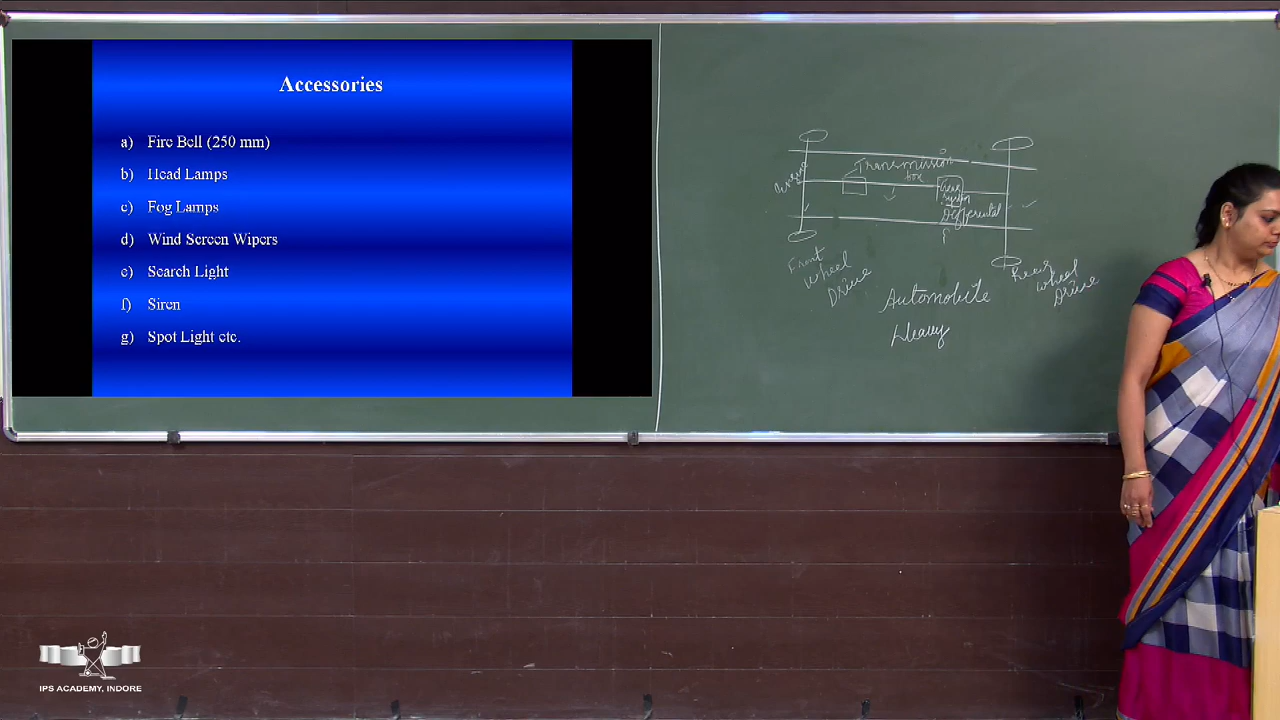 Accessories
a) Fire Bell (250 mm)
b) Head Lamps
c) Fog Lamps
d) Wind Screen Wipers
e) Search Light
f) Siren
g) Spot Light etc.
Transmission
box
Differental
Front
Wheel
Drive
Rear
Wheel
Drive
Automobile
Heavy
IPS ACADEMY, INDORE